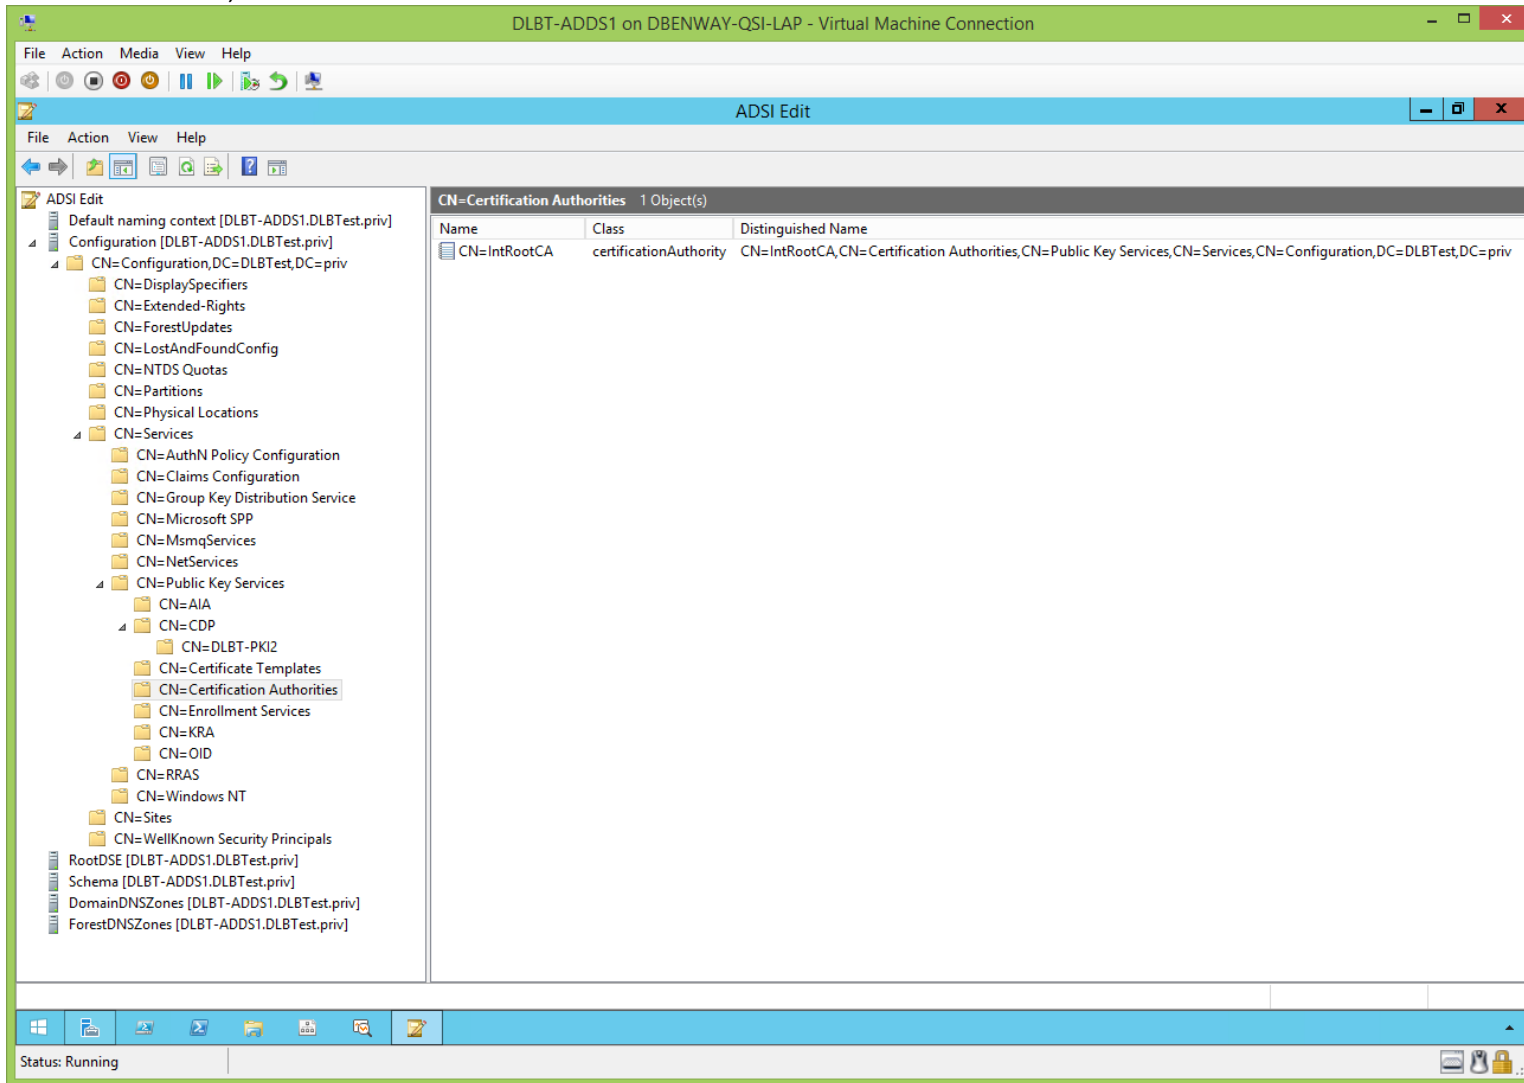 DLBT-ADDS1 on DBENWAY-QSI-LAP - Virtual Machine Connection
File Action Media View Help
ADSI Edit
File Action View Help
ADSI Edit
Default naming context [DLBT-ADDS1.DLBTest.priv]
Configuration [DLBT-ADDS1.DLBTest.priv]
CN=Configuration,DC=DLBTest,DC=priv
CN=DisplaySpecifiers
CN=Extended-Rights
CN=ForestUpdates
CN=LostAndFoundConfig
CN=NTDS Quotas
CN=Partitions
CN=Physical Locations
CN=Services
CN=AuthN Policy Configuration
CN=Claims Configuration
CN=Group Key Distribution Service
CN=Microsoft SPP
CN=MsmqServices
CN=NetServices
CN=Public Key Services
CN=AIA
CN=CDP
CN=DLBT-PKI2
CN=Certificate Templates
CN=Certification Authorities
CN=Enrollment Services
CN=KRA
CN=OID
CN=RRAS
CN=Windows NT
CN=Sites
CN=WellKnown Security Principals
RootDSE [DLBT-ADDS1.DLBTest.priv]
Schema [DLBT-ADDS1.DLBTest.priv]
DomainDNSZones [DLBT-ADDS1.DLBTest.priv]
ForestDNSZones [DLBT-ADDS1.DLBTest.priv]
CN=Certification Authorities 1 Object(s)
Name Class Distinguished Name
CN=IntRootCA certificationAuthority CN=IntRootCA,CN=Certification Authorities,CN=Public Key Services,CN=Services,CN=Configuration,DC=DLBTest,DC=priv
Status: Running